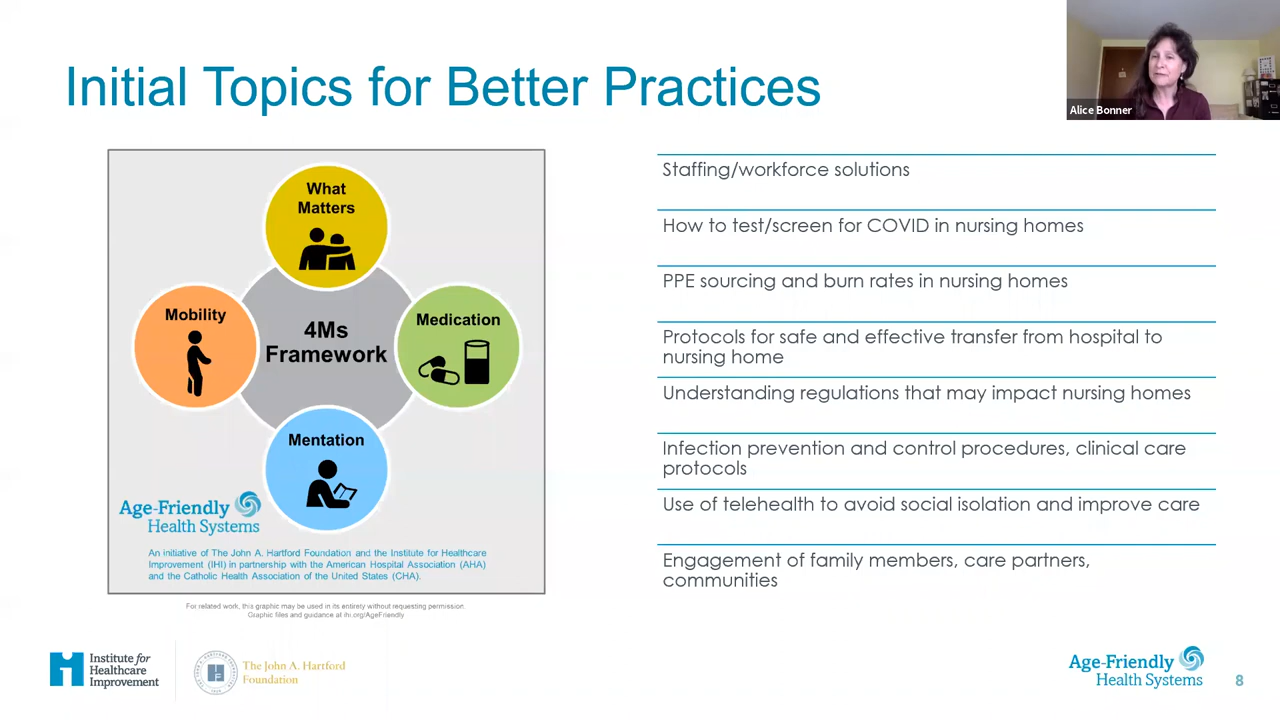 Initial Topics for Better Practices
Alice Bonner
What
Matters
Mobility
4Ms
Framework
Medication
Mentation
Age-Friendly
Health Systems
An initiative of The John A. Hartford Foundation and the Institute for Healthcare
Improvement (IHI) in partnership with the American Hospital Association (AHA)
and the Catholic Health Association of the United States (CHA).
For related work, this graphic may be used in its entirety without requesting permission.
Graphic files and guidance at ihi.org/AgeFriendly
Staffing/workforce solutions
How to test/screen for COVID in nursing homes
PPE sourcing and burn rates in nursing homes
Protocols for safe and effective transfer from hospital to
nursing home
Understanding regulations that may impact nursing homes
Infection prevention and control procedures, clinical care
protocols
Use of telehealth to avoid social isolation and improve care
Engagement of family members, care partners,
communities
Institute for
Healthcare
Improvement
The John A. Hartford
Foundation
Age-Friendly
Health Systems
8